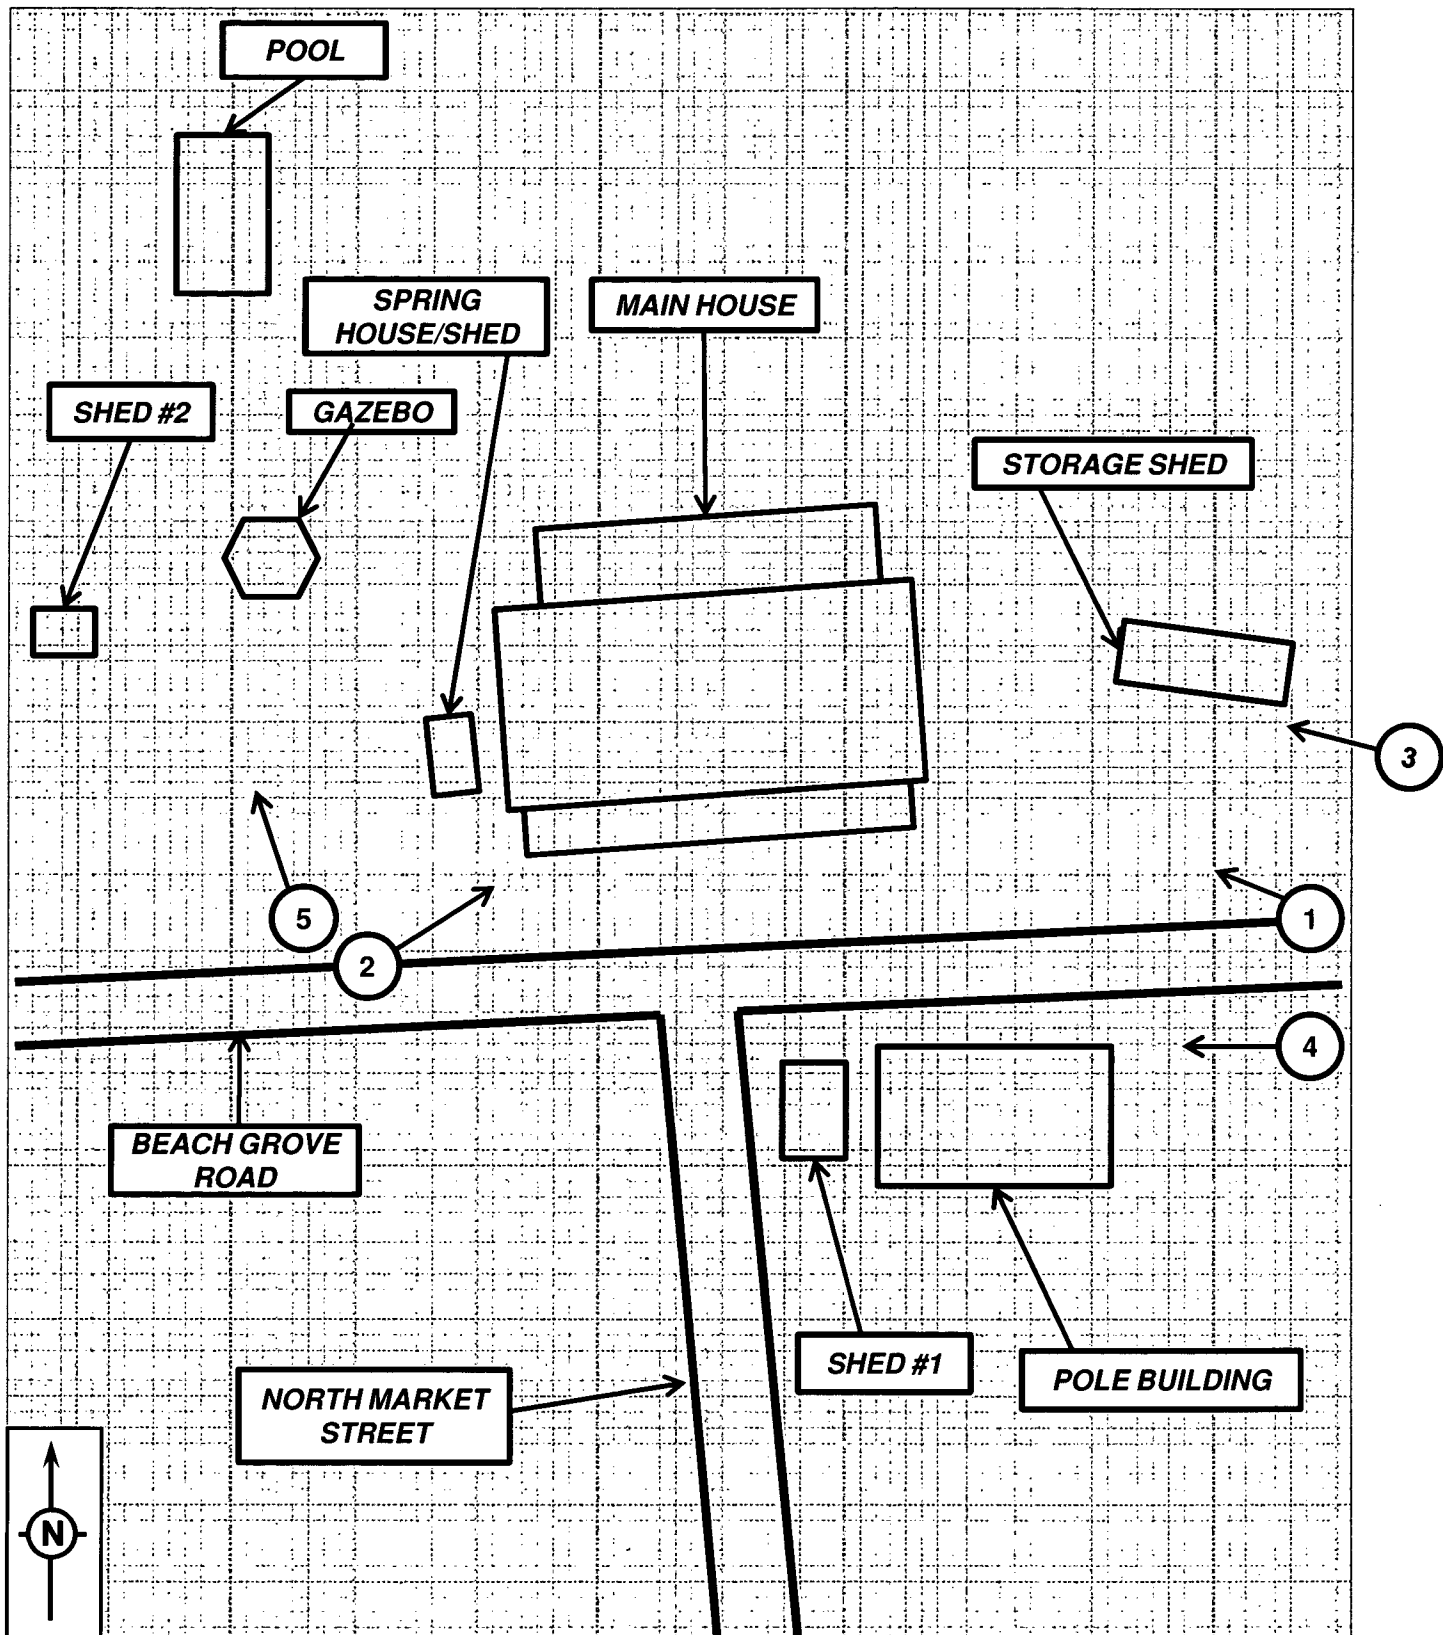 POOL
SPRING
HOUSE/SHED
MAIN HOUSE
SHED #2
GAZEBO
STORAGE SHED
3
5
1
2
4
BEACH GROVE
ROAD
SHED #1
POLE BUILDING
NORTH MARKET
STREET
N